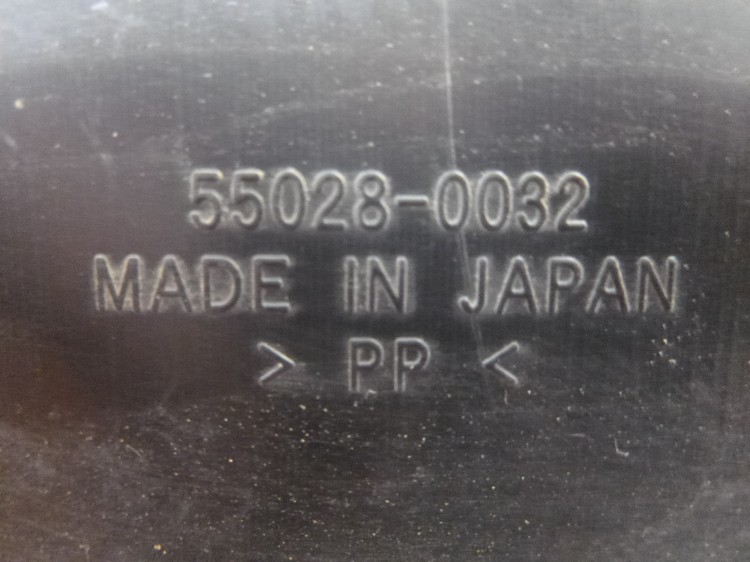 55028-0032
MADE IN JAPAN
> PP <